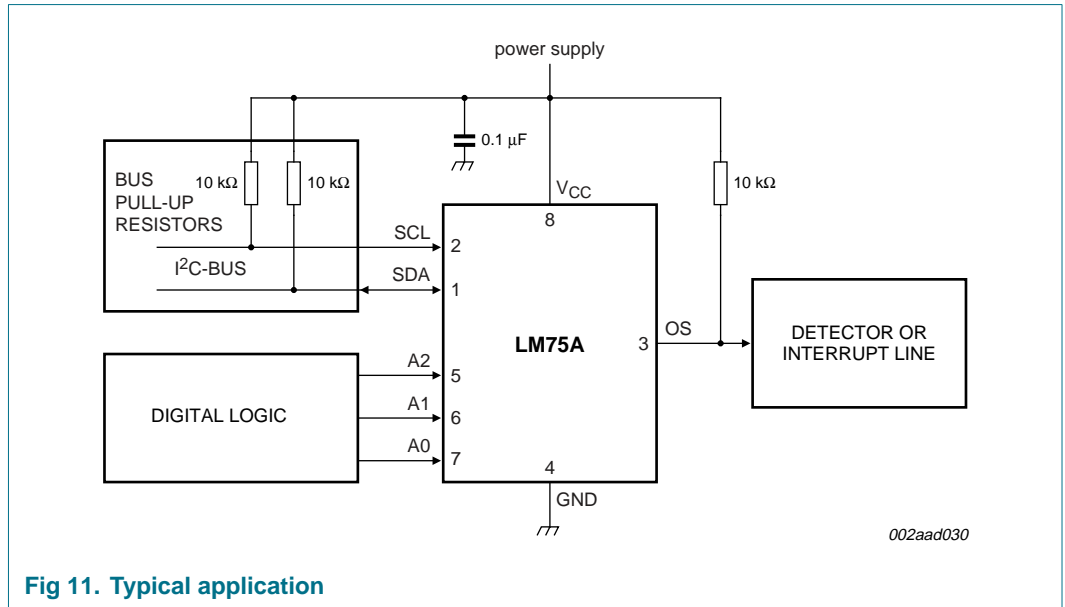 power supply
0.1 μF
BUS
PULL-UP
RESISTORS
10 kΩ
10 kΩ
10 kΩ
VCC
8
SCL
2
I2C-BUS
SDA
1
LM75A
3
OS
DETECTOR OR
INTERRUPT LINE
DIGITAL LOGIC
A2
5
A1
6
A0
7
4
GND
002aad030
Fig 11. Typical application